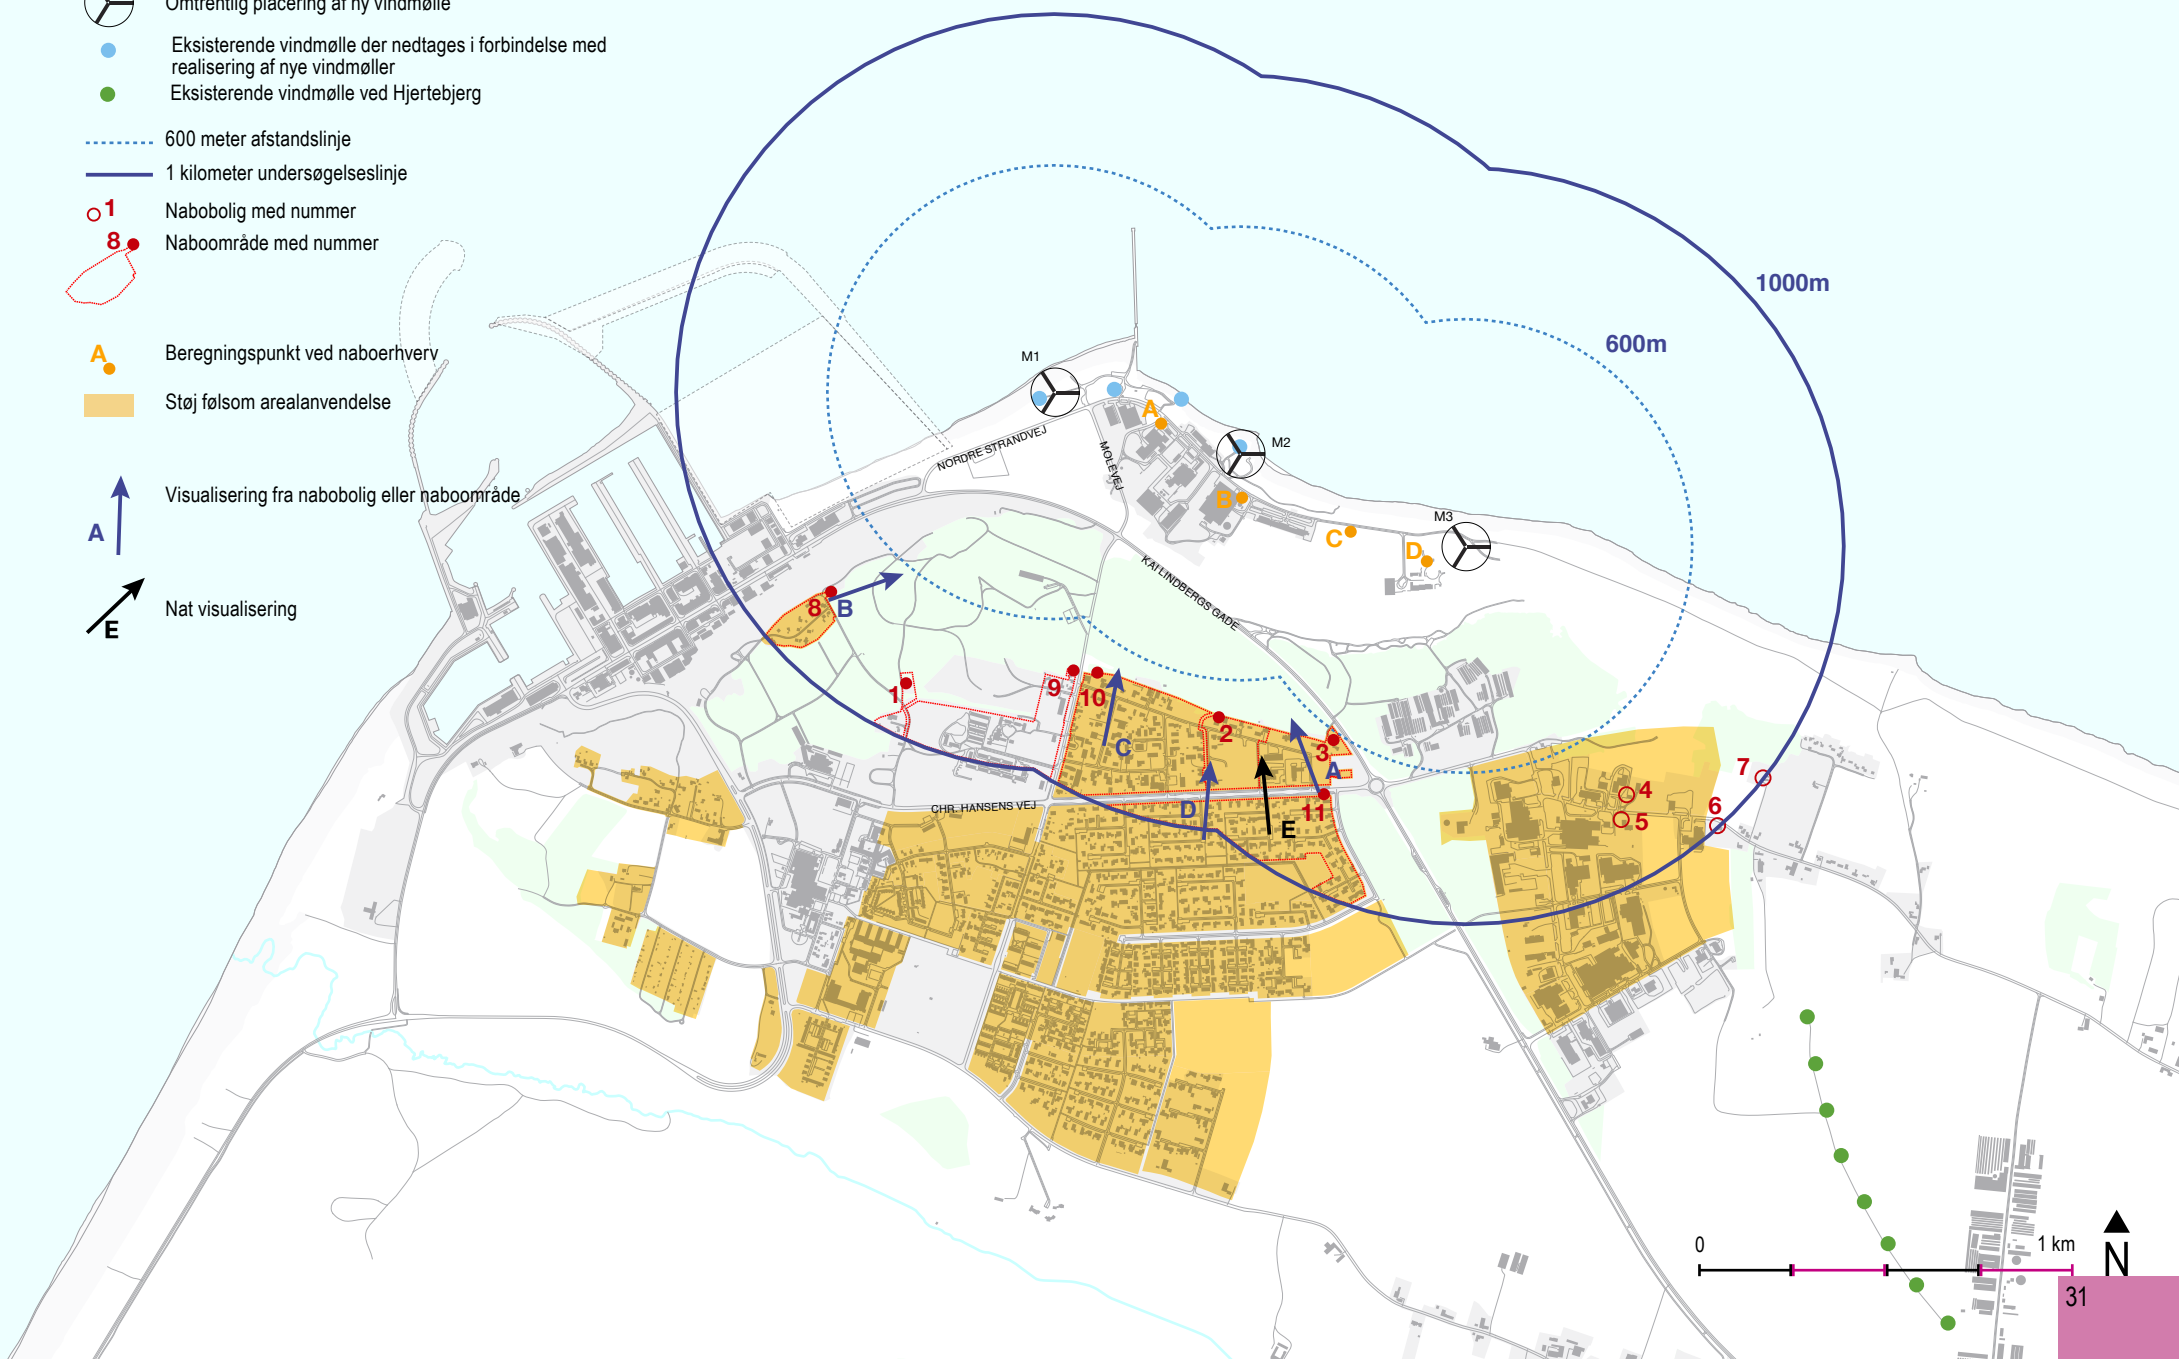 Omtrentlig placering af ny vindmølle
Eksisterende vindmølle der nedtages i forbindelse med
realisering af nye vindmøller
Eksisterende vindmølle ved Hjertebjerg
600 meter afstandslinje
1 kilometer undersøgelseslinje
1
Nabobolig med nummer
8
Naboområde med nummer
A
Beregningspunkt ved naboerhverv
Støj følsom arealanvendelse
A
Visualisering fra nabobolig eller naboområde
E
Nat visualisering
1000m
600m
M1
M2
M3
A
B
C
D
NORDRE STRANDVEJ
MOLEVEJ
KAI LINDBERGS GADE
CHR. HANSENS VEJ
8
B
1
9
10
C
2
3
A
D
E
11
4
5
6
7
0
1 km
N
31